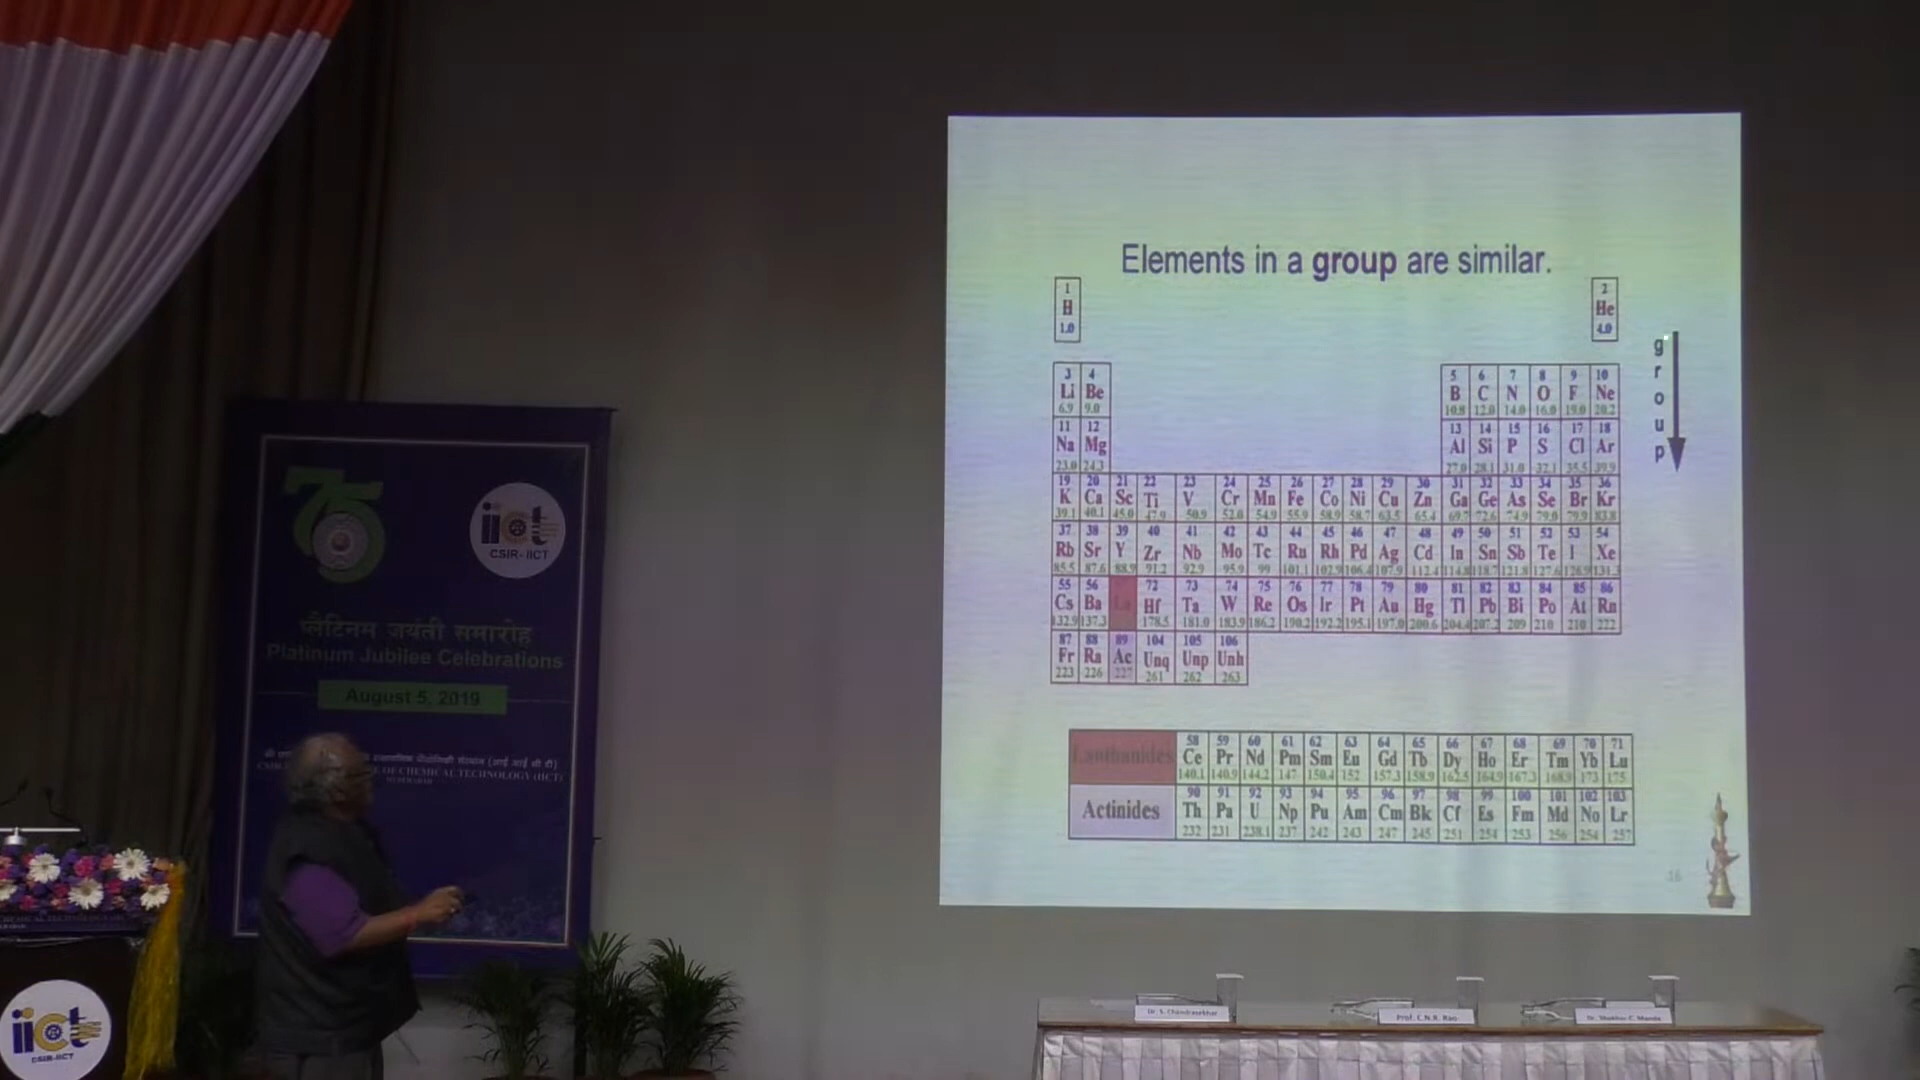 Elements in a group are similar.
1 2
H He
1.0 4.0
group
3 4 5 6 7 8 9 10
Li Be B C N O F Ne
6.9 9.0 10.8 12.0 14.0 16.0 19.0 20.2
11 12 13 14 15 16 17 18
Na Mg Al Si P S Cl Ar
23.0 24.3 27.0 28.1 31.0 32.1 35.5 39.9
19 20 21 22 23 24 25 26 27 28 29 30 31 32 33 34 35 36
K Ca Sc Ti V Cr Mn Fe Co Ni Cu Zn Ga Ge As Se Br Kr
39.1 40.1 45.0 47.9 50.9 52.0 54.9 55.9 58.9 58.7 63.5 65.4 69.7 72.6 74.9 79.0 79.9 83.8
37 38 39 40 41 42 43 44 45 46 47 48 49 50 51 52 53 54
Rb Sr Y Zr Nb Mo Tc Ru Rh Pd Ag Cd In Sn Sb Te I Xe
85.5 87.6 88.9 91.2 92.9 95.9 99 101.1 102.9 106.4 107.9 112.4 114.8 118.7 121.8 127.6 126.9 131.3
55 56 72 73 74 75 76 77 78 79 80 81 82 83 84 85 86
Cs Ba La Hf Ta W Re Os Ir Pt Au Hg Tl Pb Bi Po At Rn
132.9 137.3 178.5 181.0 183.9 186.2 190.2 192.2 195.1 197.0 200.6 204.4 207.2 209 210 210 222
87 88 89 104 105 106
Fr Ra Ac Unq Unp Unh
223 226 227 261 262 263
Lanthanides
58 59 60 61 62 63 64 65 66 67 68 69 70 71
Ce Pr Nd Pm Sm Eu Gd Tb Dy Ho Er Tm Yb Lu
140.1 140.9 144.2 147 150.4 152 157.3 158.9 162.5 164.9 167.3 168.9 173 175
Actinides
90 91 92 93 94 95 96 97 98 99 100 101 102 103
Th Pa U Np Pu Am Cm Bk Cf Es Fm Md No Lr
232 231 238.1 237 242 243 247 245 251 254 253 256 254 257
16
75
iict
CSIR-IICT
प्लैटिनम जयंती समारोह
Platinum Jubilee Celebrations
August 5, 2019
OF CHEMICAL TECHNOLOGY (IICT)
iict
CSIR-IICT
Dr. S. Chandrasekhar
Prof. C.N.R. Rao
Dr. Shekhar C. Mande